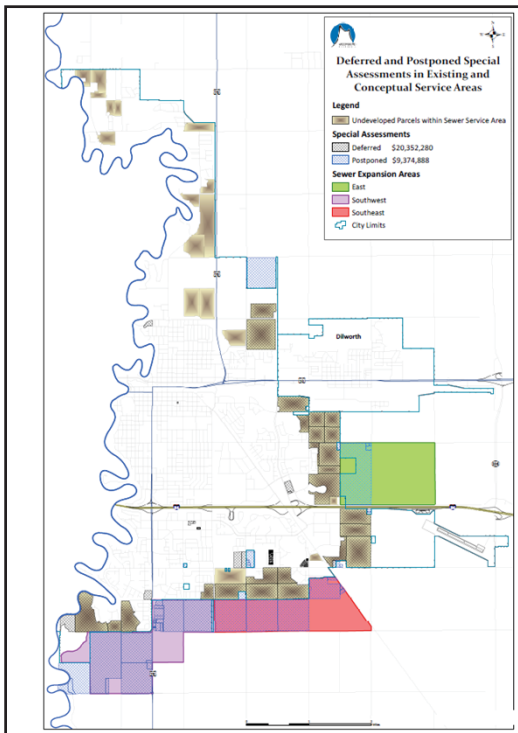 Deferred and Postponed Special
Assessments in Existing and
Conceptual Service Areas
Legend
Undeveloped Parcels within Sewer Service Area
Special Assessments
Deferred $20,352,280
Postponed $9,374,888
Sewer Expansion Areas
East
Southwest
Southeast
City Limits
Dilworth